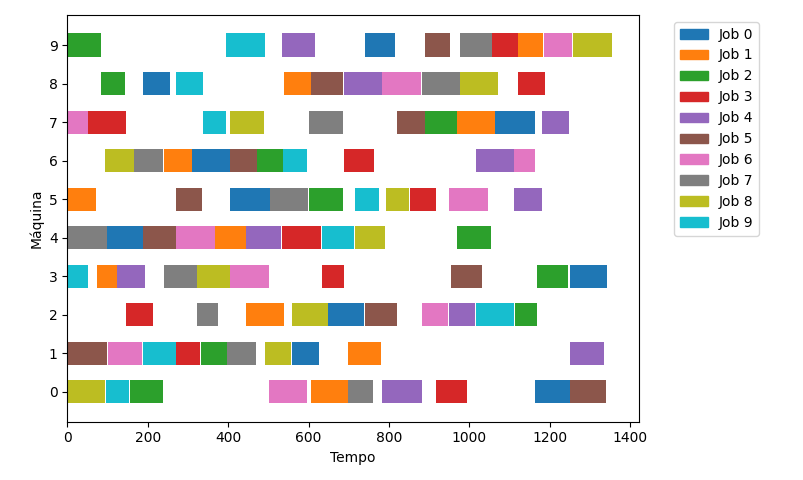 9
8
7
6
5
4
3
2
1
0
Máquina
0 200 400 600 800 1000 1200 1400
Tempo
Job 0
Job 1
Job 2
Job 3
Job 4
Job 5
Job 6
Job 7
Job 8
Job 9